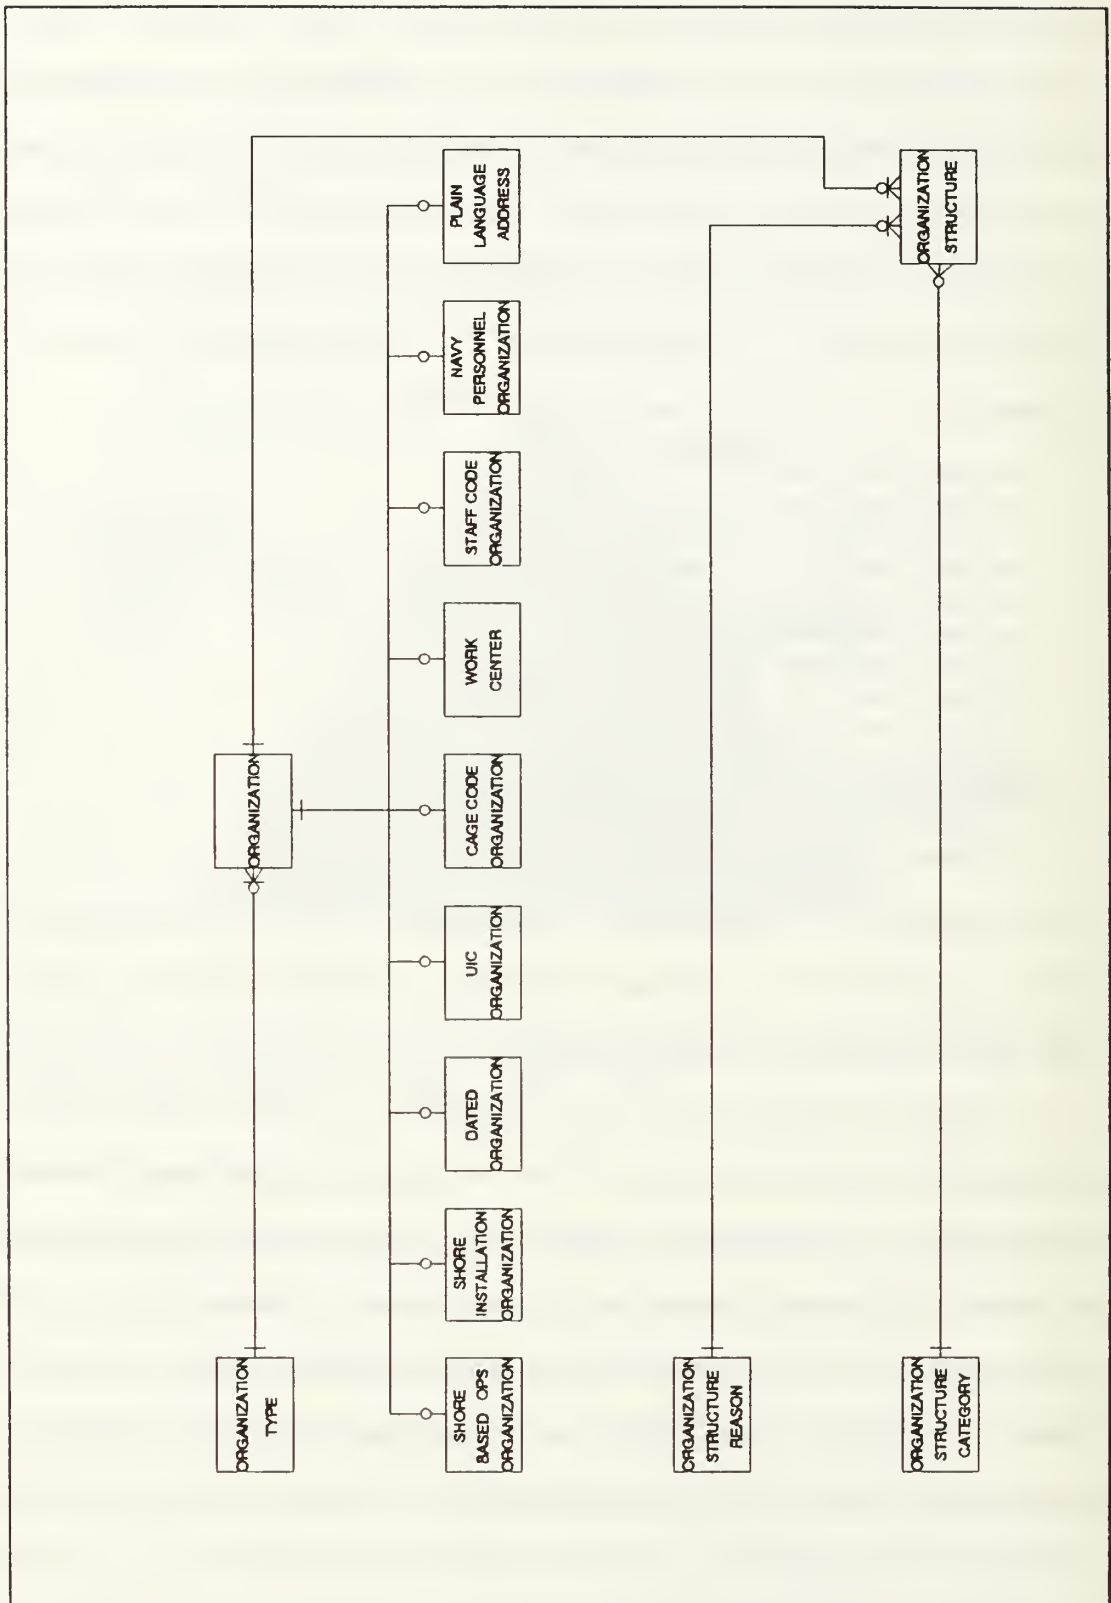 ORGANIZATION
TYPE
ORGANIZATION
SHORE
BASED OPS
ORGANIZATION
SHORE
INSTALLATION
ORGANIZATION
DATED
ORGANIZATION
UIC
ORGANIZATION
CAGE CODE
ORGANIZATION
WORK
CENTER
STAFF CODE
ORGANIZATION
NAVY
PERSONNEL
ORGANIZATION
PLAIN
LANGUAGE
ADDRESS
ORGANIZATION
STRUCTURE
REASON
ORGANIZATION
STRUCTURE
CATEGORY
ORGANIZATION
STRUCTURE